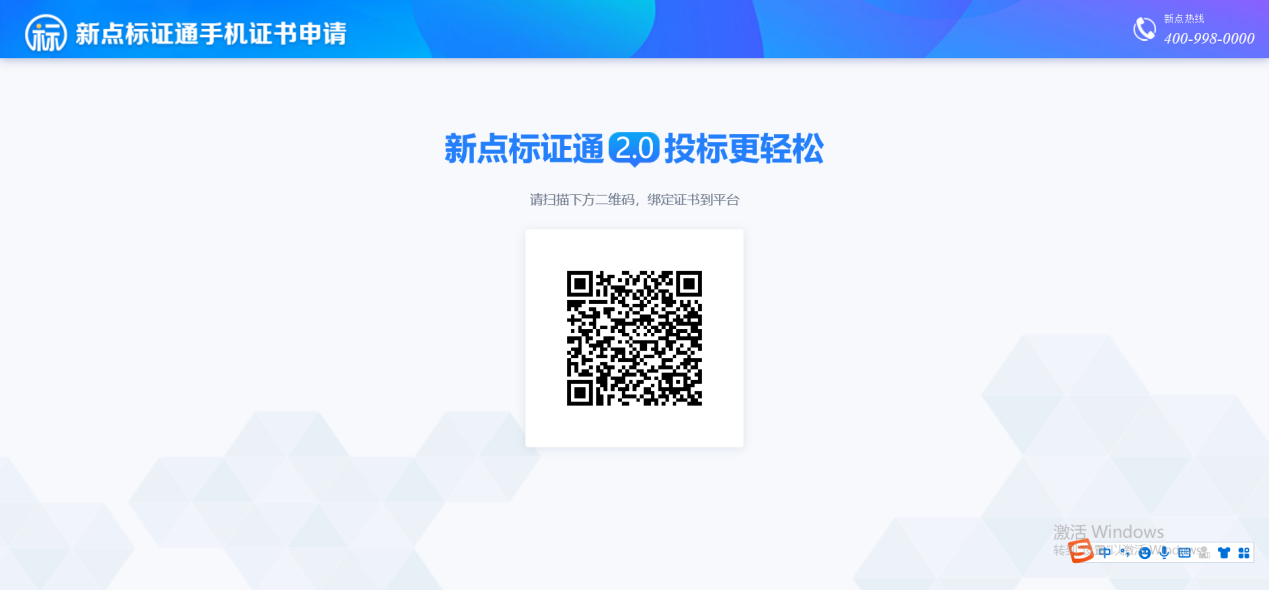 标 新点标证通手机证书申请
新点热线
400-998-0000
新点标证通 2.0 投标更轻松
请扫描下方二维码，绑定证书到平台
激活 Windows
中